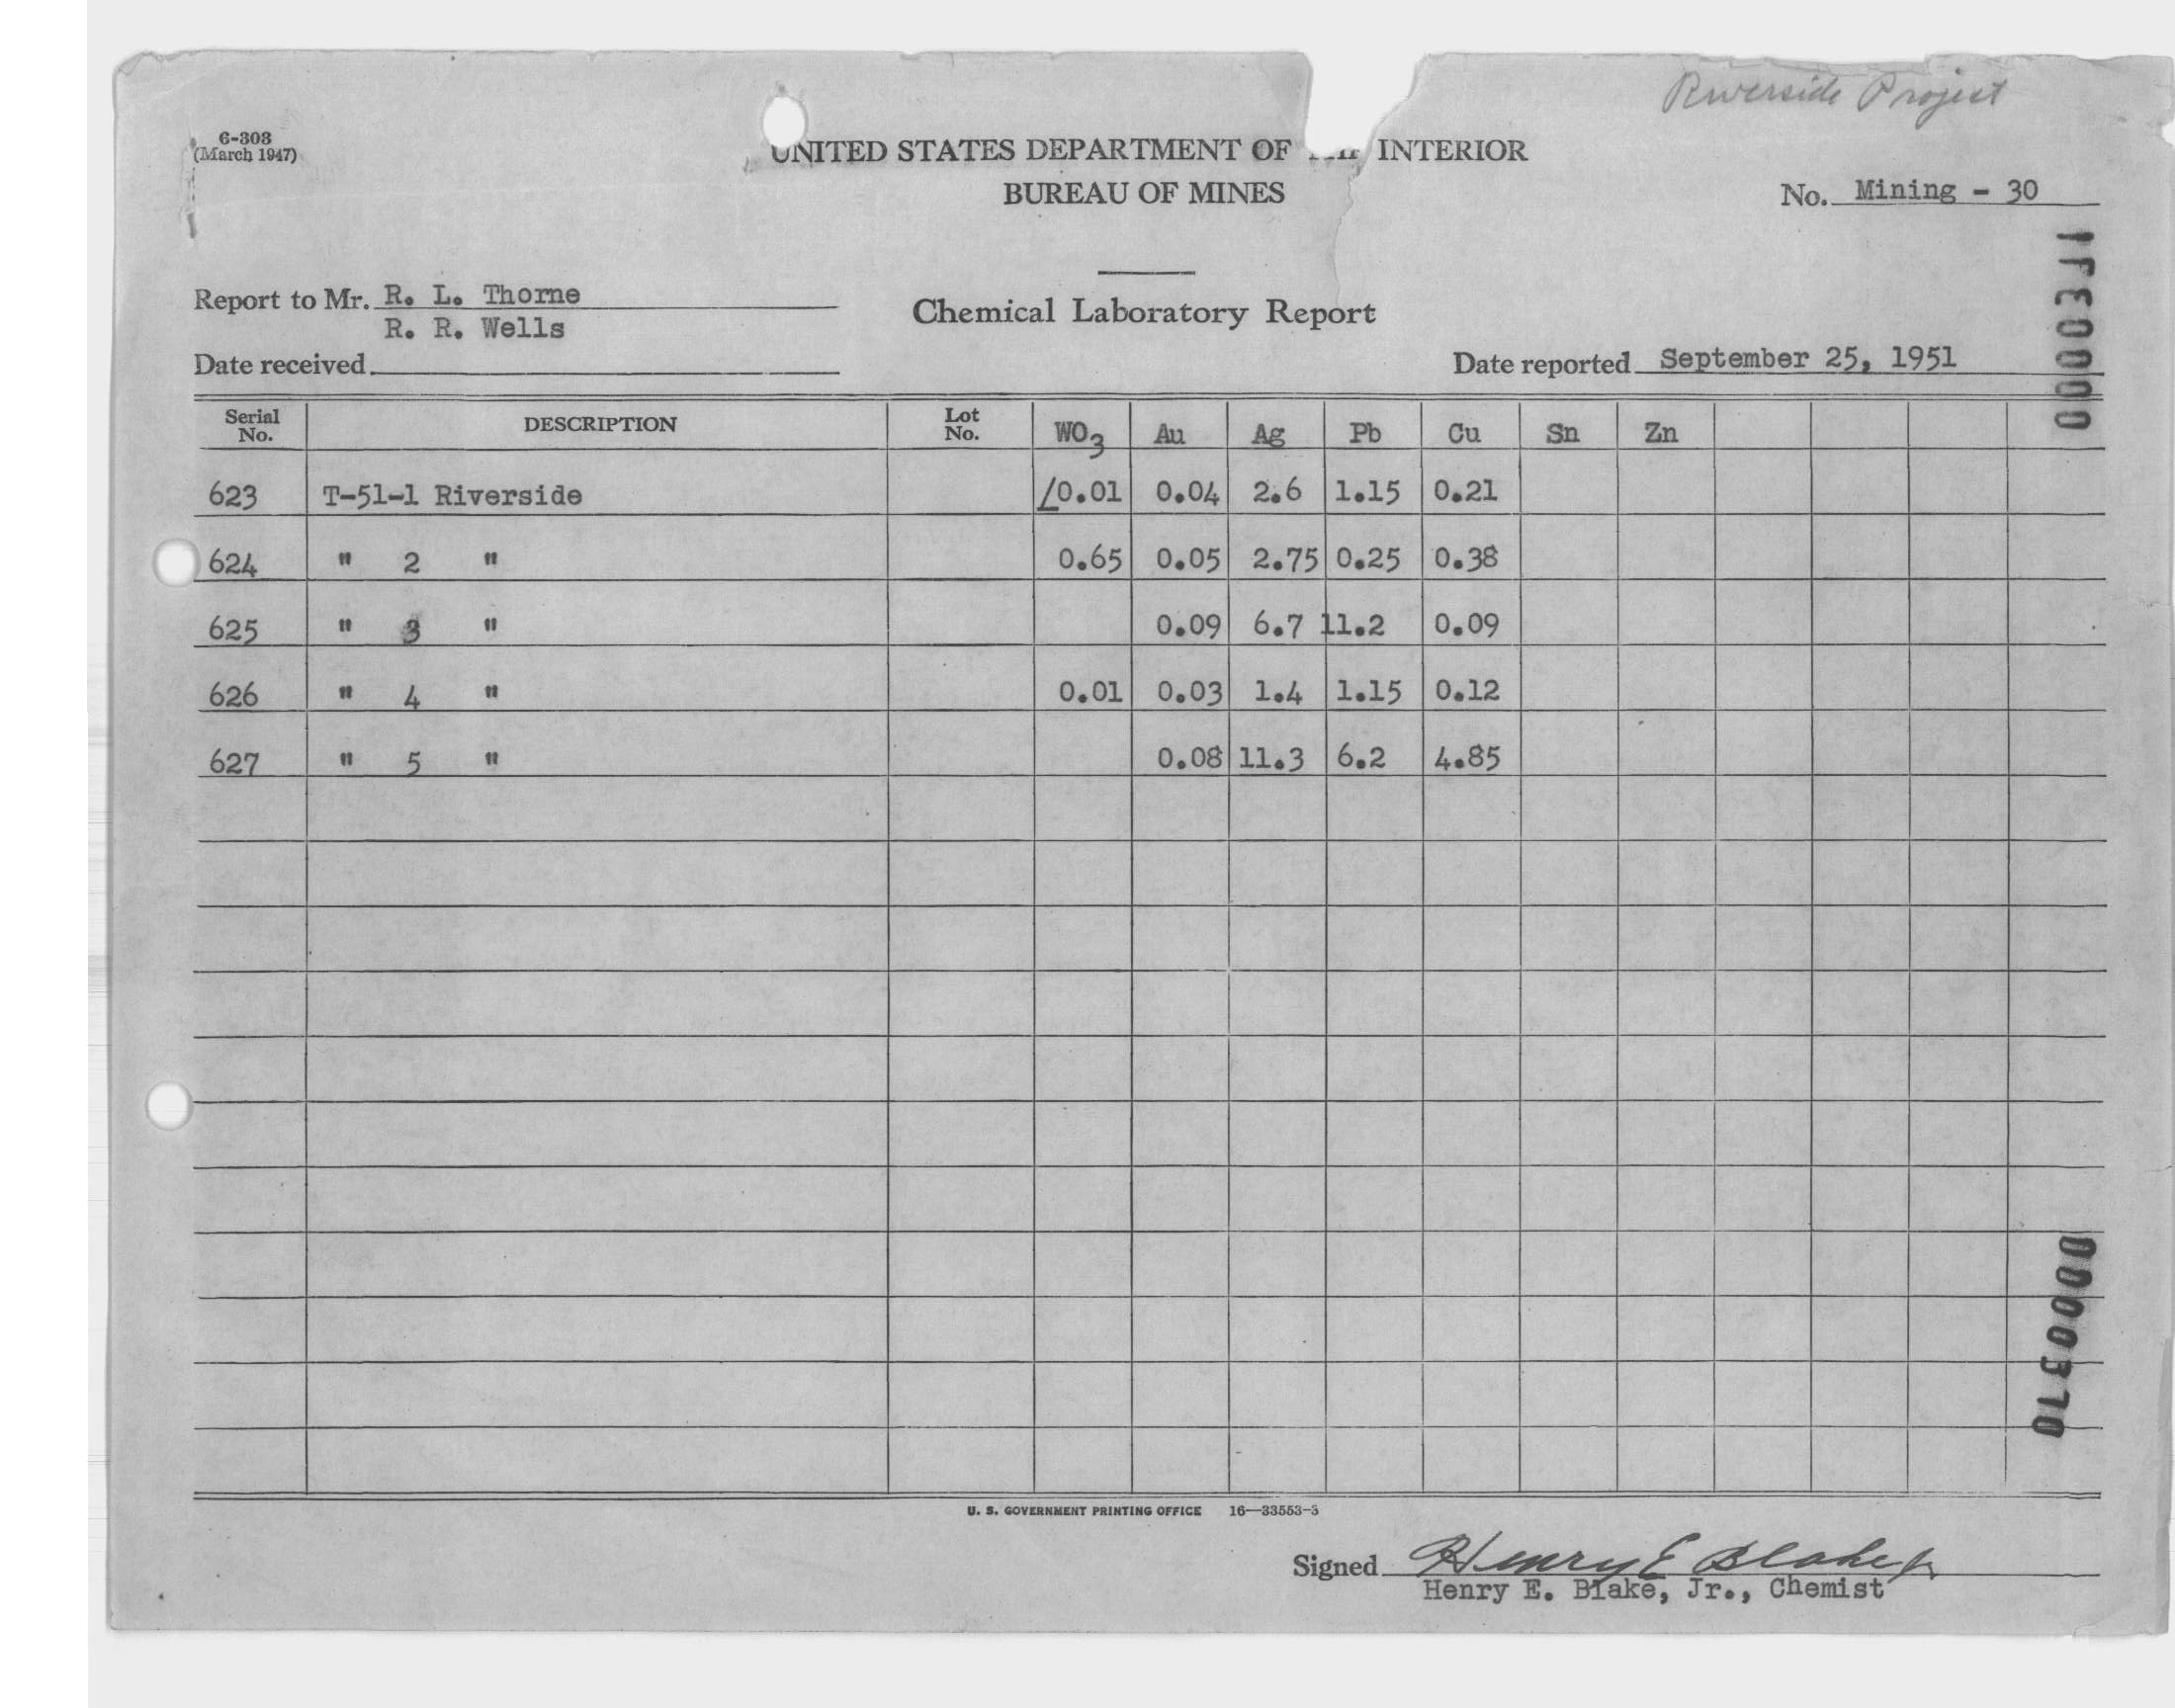 Riverside Project
6-303
(March 1947)
UNITED STATES DEPARTMENT OF INTERIOR
BUREAU OF MINES
No. Mining - 30
Report to Mr. R. L. Thorne
R. R. Wells
Chemical Laboratory Report
Date received
Date reported September 25, 1951
Serial No. DESCRIPTION Lot No. WO3 Au Ag Pb Cu Sn Zn
623 T-51-1 Riverside /0.01 0.04 2.6 1.15 0.21
624 " 2 " 0.65 0.05 2.75 0.25 0.38
625 " 3 " 0.09 6.7 11.2 0.09
626 " 4 " 0.01 0.03 1.4 1.15 0.12
627 " 5 " 0.08 11.3 6.2 4.85
0000370
U. S. GOVERNMENT PRINTING OFFICE 16—33553-3
Signed Henry E Blake Jr
Henry E. Blake, Jr., Chemist